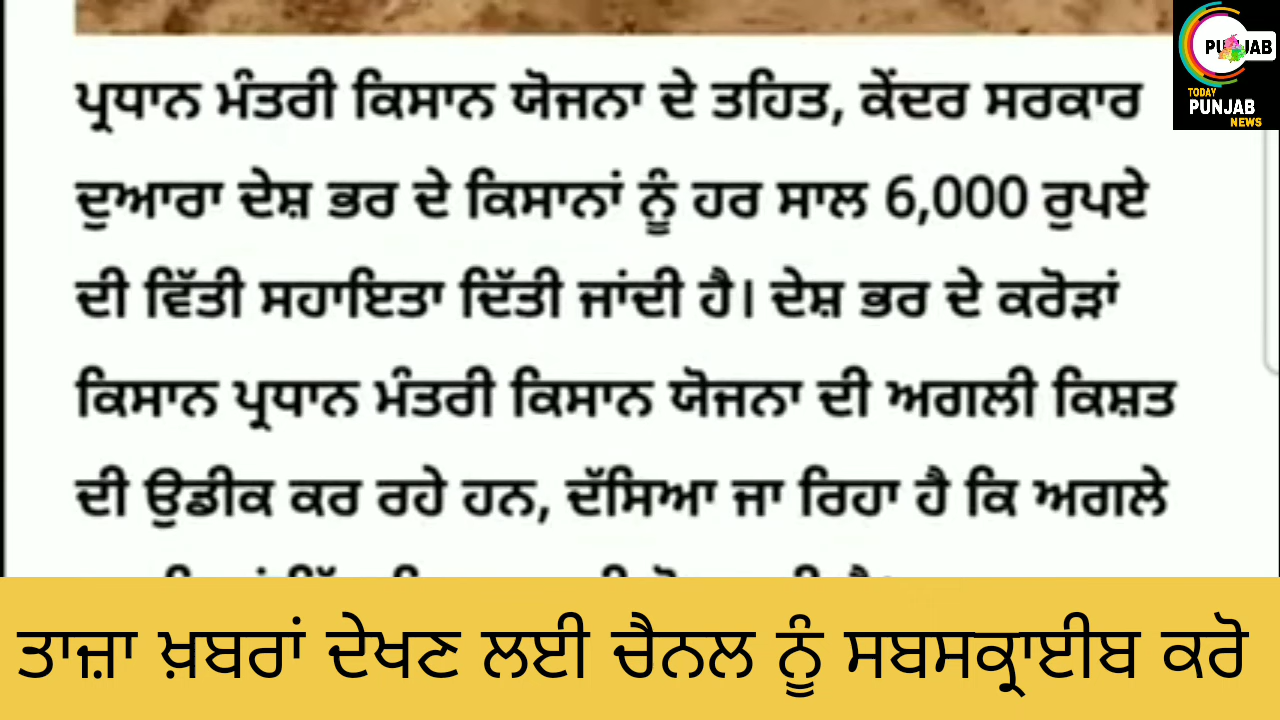 PUNJAB
TODAY
PUNJAB
NEWS
ਪ੍ਰਧਾਨ ਮੰਤਰੀ ਕਿਸਾਨ ਯੋਜਨਾ ਦੇ ਤਹਿਤ, ਕੇਂਦਰ ਸਰਕਾਰ
ਦੁਆਰਾ ਦੇਸ਼ ਭਰ ਦੇ ਕਿਸਾਨਾਂ ਨੂੰ ਹਰ ਸਾਲ 6,000 ਰੁਪਏ
ਦੀ ਵਿੱਤੀ ਸਹਾਇਤਾ ਦਿੱਤੀ ਜਾਂਦੀ ਹੈ। ਦੇਸ਼ ਭਰ ਦੇ ਕਰੋੜਾਂ
ਕਿਸਾਨ ਪ੍ਰਧਾਨ ਮੰਤਰੀ ਕਿਸਾਨ ਯੋਜਨਾ ਦੀ ਅਗਲੀ ਕਿਸ਼ਤ
ਦੀ ਉਡੀਕ ਕਰ ਰਹੇ ਹਨ, ਦੱਸਿਆ ਜਾ ਰਿਹਾ ਹੈ ਕਿ ਅਗਲੇ
ਤਾਜ਼ਾ ਖ਼ਬਰਾਂ ਦੇਖਣ ਲਈ ਚੈਨਲ ਨੂੰ ਸਬਸਕ੍ਰਾਈਬ ਕਰੋ